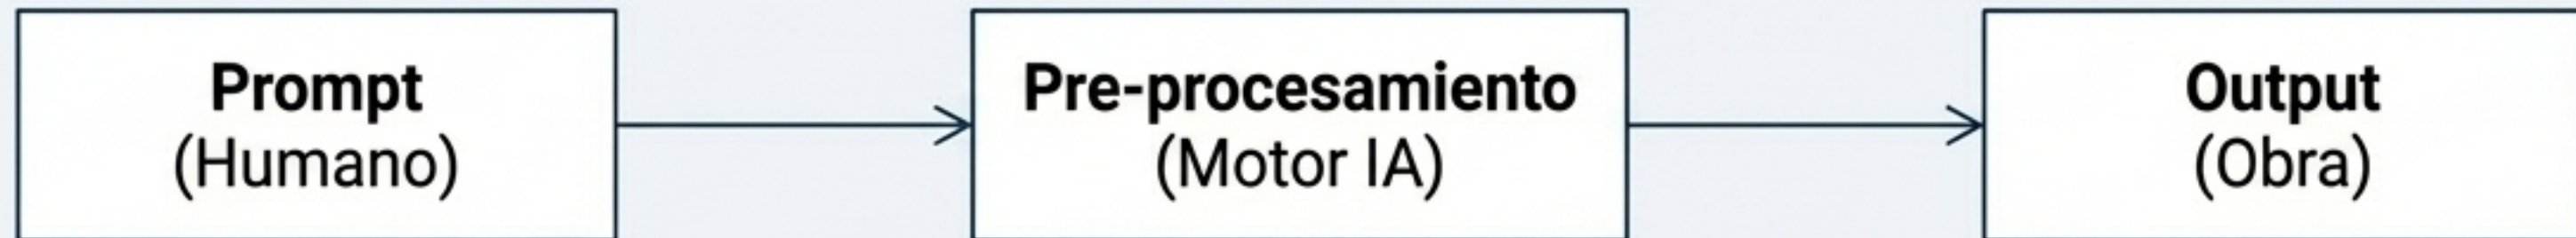 Prompt
(Humano)
Pre-procesamiento
(Motor IA)
Output
(Obra)